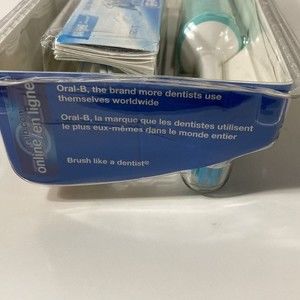 Oral-B, the brand more dentists use
themselves worldwide
Oral-B, la marque que les dentistes utilisent
le plus eux-mêmes dans le monde entier
Brush like a dentist®
online/en ligne